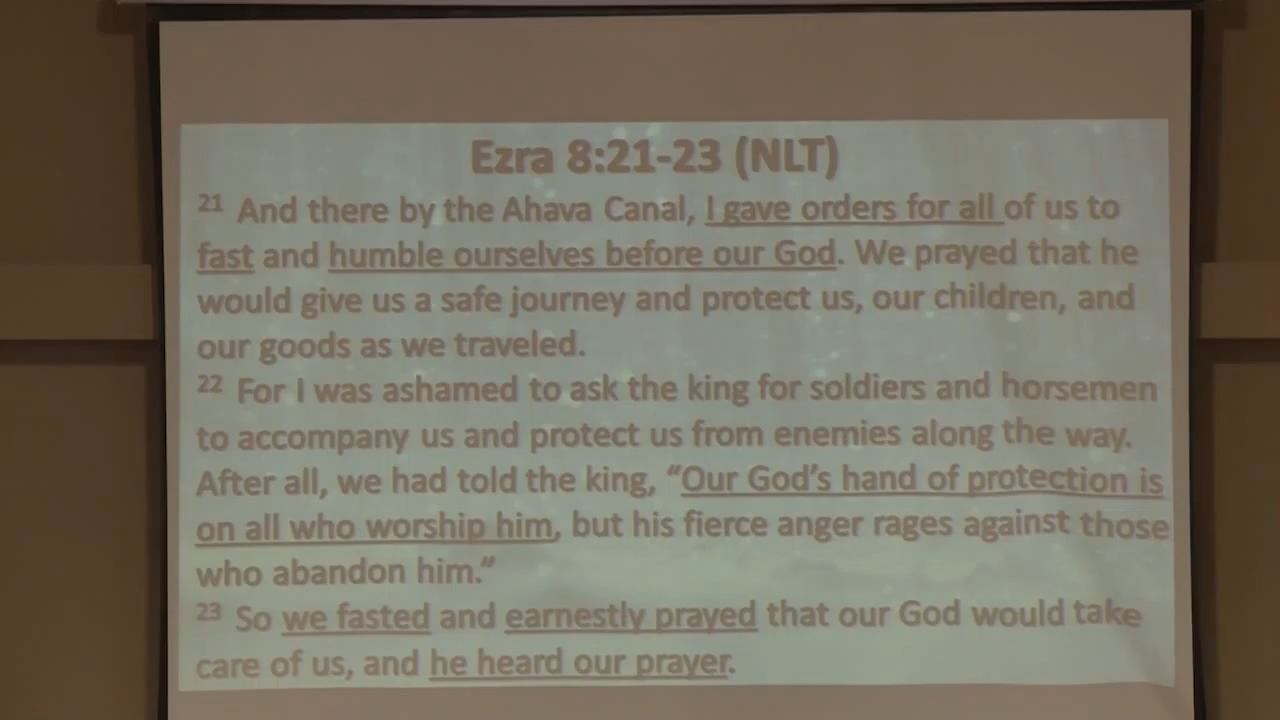 Ezra 8:21-23 (NLT)
21 And there by the Ahava Canal, I gave orders for all of us to
fast and humble ourselves before our God. We prayed that he
would give us a safe journey and protect us, our children, and
our goods as we traveled.
22 For I was ashamed to ask the king for soldiers and horsemen
to accompany us and protect us from enemies along the way.
After all, we had told the king, “Our God’s hand of protection is
on all who worship him, but his fierce anger rages against those
who abandon him.”
23 So we fasted and earnestly prayed that our God would take
care of us, and he heard our prayer.